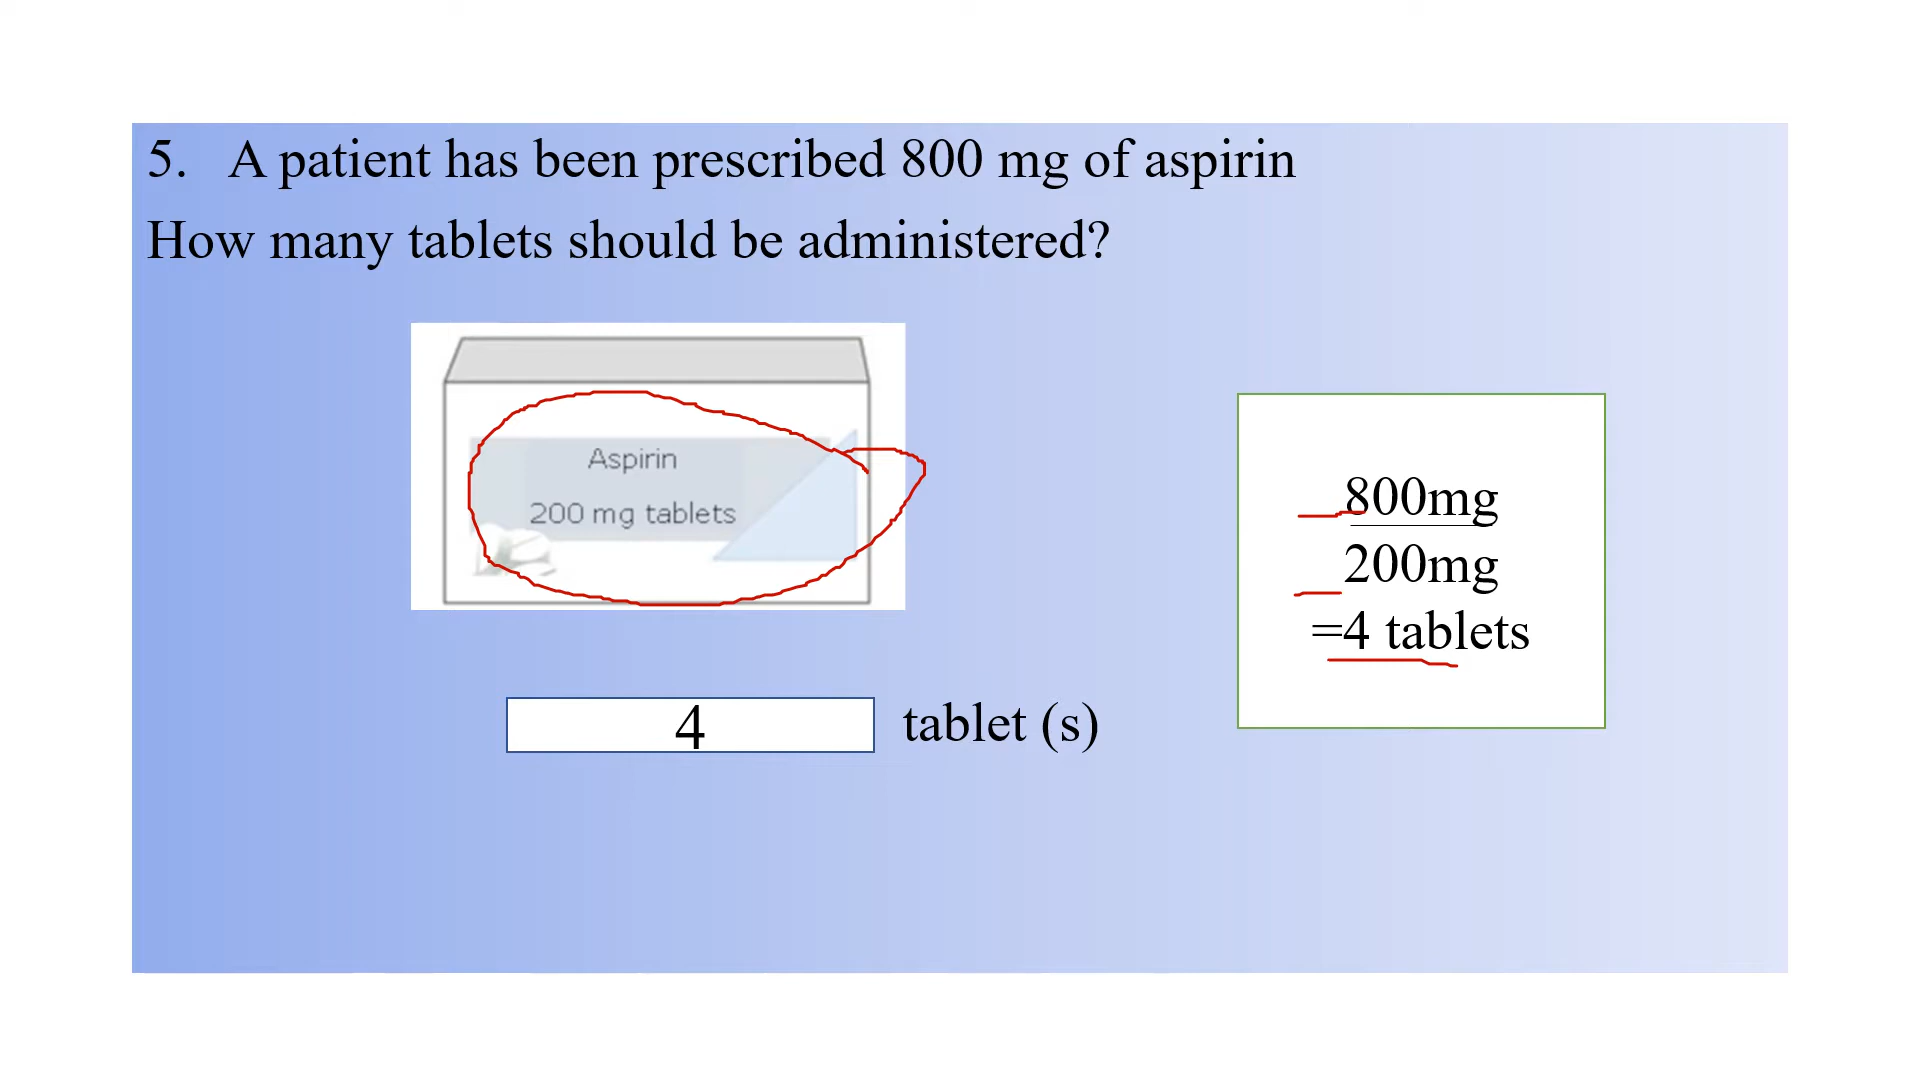 5. A patient has been prescribed 800 mg of aspirin
How many tablets should be administered?
Aspirin
200 mg tablets
800mg
200mg
=4 tablets
4 tablet (s)